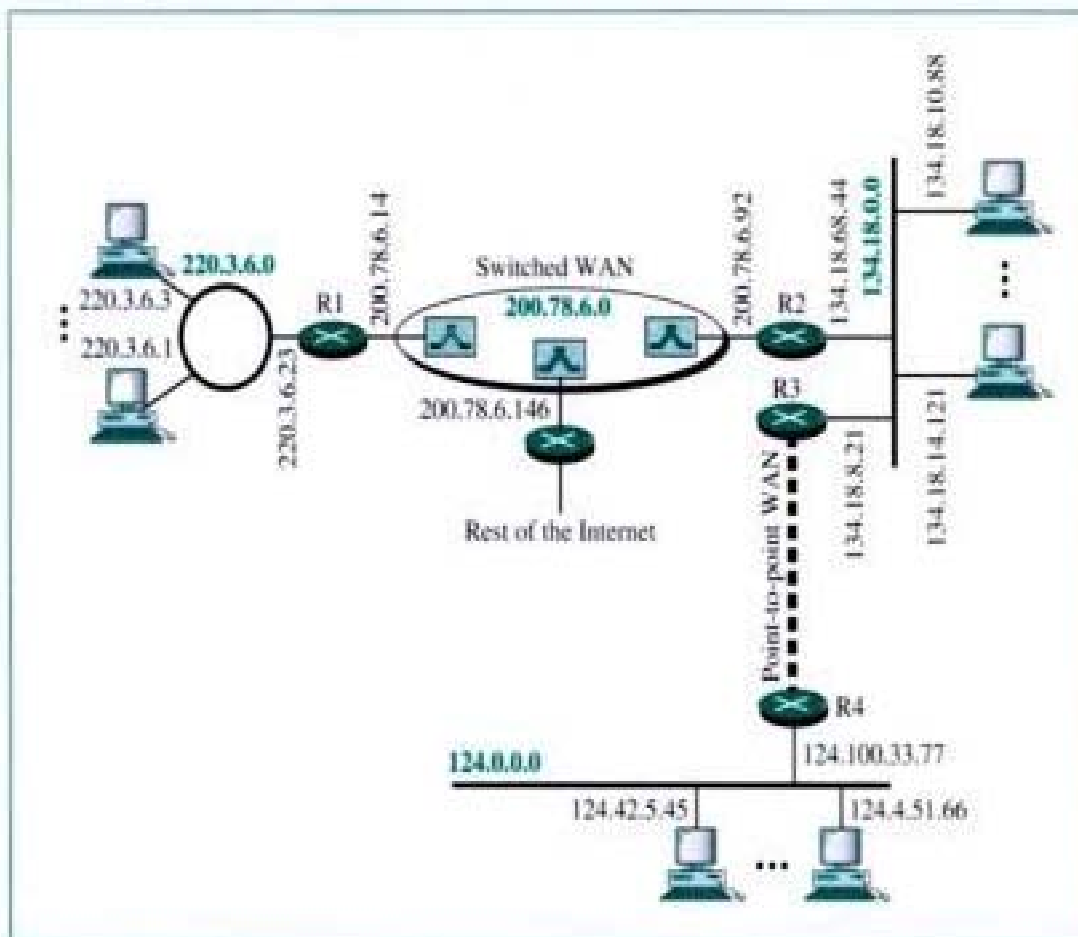 134.18.10.88
220.3.6.0
220.3.6.3
220.3.6.1
220.3.6.23
R1
200.78.6.14
Switched WAN
200.78.6.0
200.78.6.146
Rest of the Internet
200.78.6.92
R2
134.18.68.44
134.18.0.0
R3
134.18.8.21
134.18.14.121
Point-to-point WAN
R4
124.100.33.77
124.0.0.0
124.42.5.45
124.4.51.66